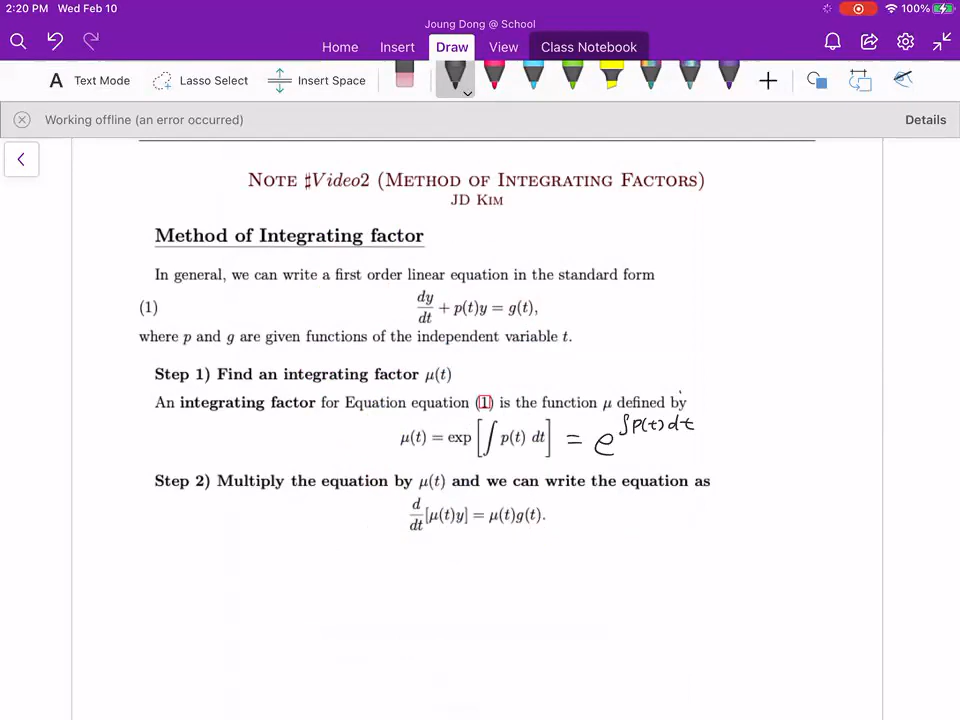 2:20 PM Wed Feb 10
100%
Joung Dong @ School
Home Insert Draw View Class Notebook
A Text Mode Lasso Select Insert Space
Working offline (an error occurred) Details
NOTE ♯Video2 (METHOD OF INTEGRATING FACTORS)
JD KIM
Method of Integrating factor
In general, we can write a first order linear equation in the standard form
(1) dy/dt + p(t)y = g(t),
where p and g are given functions of the independent variable t.
Step 1) Find an integrating factor μ(t)
An integrating factor for Equation equation (1) is the function μ defined by
μ(t) = exp [∫ p(t) dt] = e^{∫p(t)dt}
Step 2) Multiply the equation by μ(t) and we can write the equation as
d/dt [μ(t)y] = μ(t)g(t).